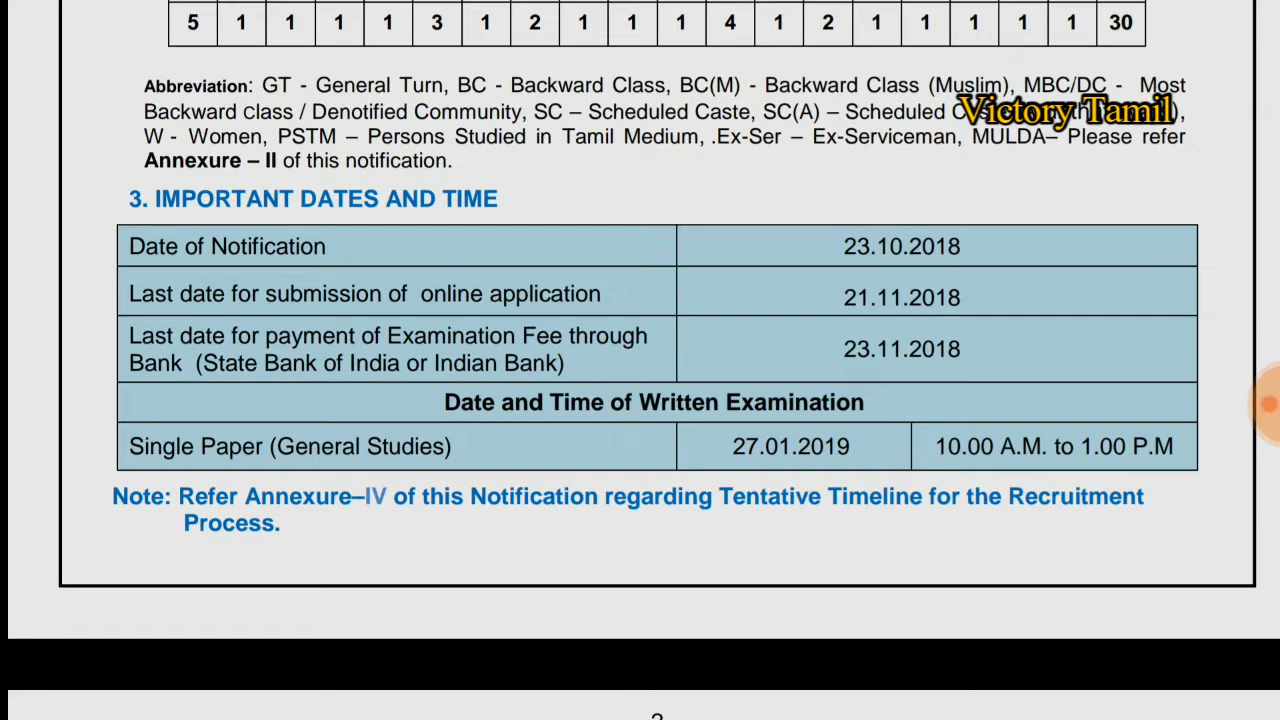 5 1 1 1 1 3 1 2 1 1 1 4 1 2 1 1 1 1 1 30
Abbreviation: GT - General Turn, BC - Backward Class, BC(M) - Backward Class (Muslim), MBC/DC - Most
Backward Class / Denotified Community, SC – Scheduled Caste, SC(A) – Scheduled
Victory Tamil
W - Women, PSTM – Persons Studied in Tamil Medium, .Ex-Ser – Ex-Serviceman, MULDA– Please refer
Annexure – II of this notification.
3. IMPORTANT DATES AND TIME
Date of Notification 23.10.2018
Last date for submission of online application 21.11.2018
Last date for payment of Examination Fee through
Bank (State Bank of India or Indian Bank) 23.11.2018
Date and Time of Written Examination
Single Paper (General Studies) 27.01.2019 10.00 A.M. to 1.00 P.M
Note: Refer Annexure–IV of this Notification regarding Tentative Timeline for the Recruitment
Process.